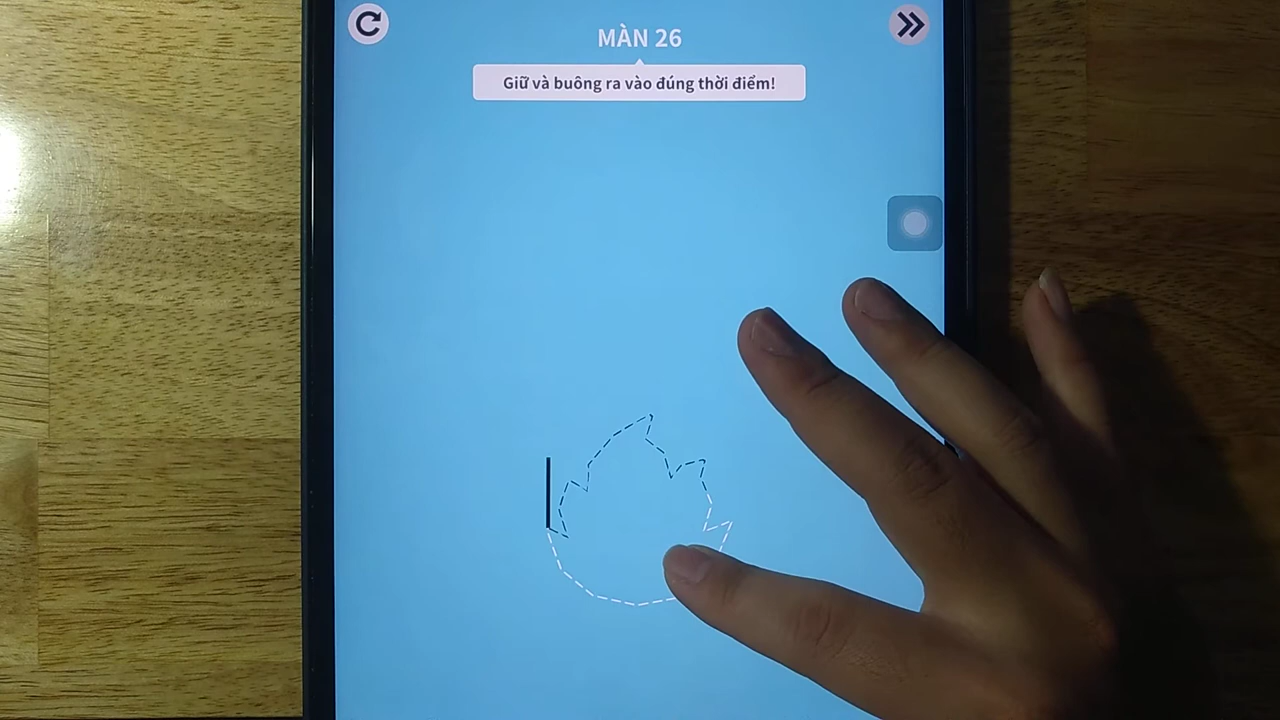 MÀN 26
Giữ và buông ra vào đúng thời điểm!